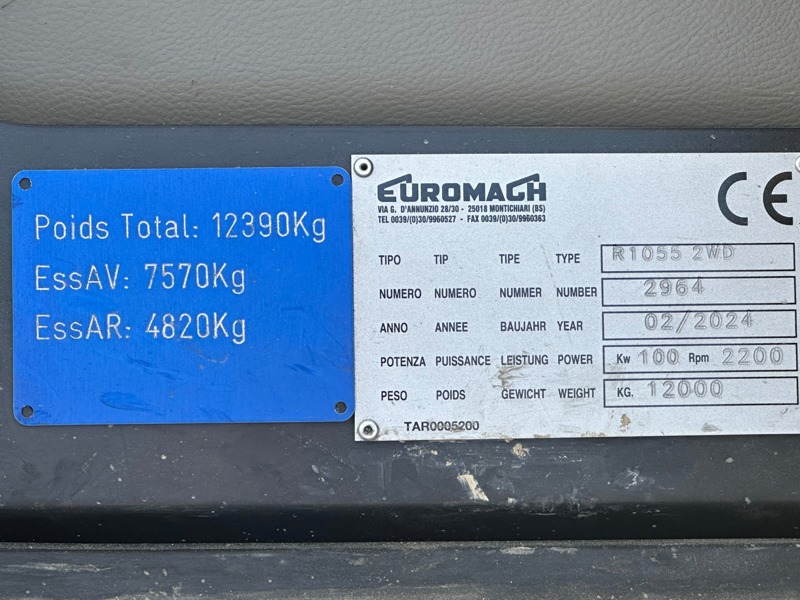 Poids Total: 12390Kg
EssAV: 7570Kg
EssAR: 4820Kg
EUROMACH
VIA G. D'ANNUNZIO 28/30 - 25018 MONTICHIARI (BS)
TEL 0039/(0)30/9960527 - FAX 0039/(0)30/9960363
CE
TIPO TIP TIPE TYPE R1055 2WD
NUMERO NUMERO NUMMER NUMBER 2964
ANNO ANNEE BAUJAHR YEAR 02/2024
POTENZA PUISSANCE LEISTUNG POWER Kw 100 Rpm 2200
PESO POIDS GEWICHT WEIGHT KG. 12000
TAR0005200